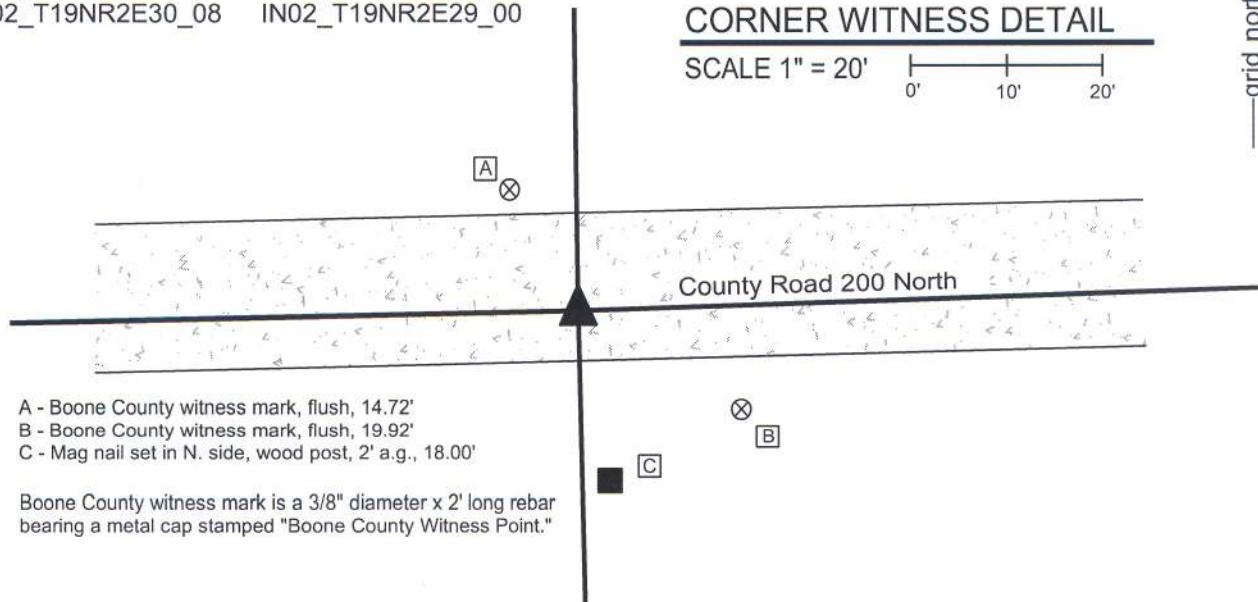 02_T19NR2E30_08 IN02_T19NR2E29_00
CORNER WITNESS DETAIL
SCALE 1" = 20'
0' 10' 20'
grid nort
A
County Road 200 North
A - Boone County witness mark, flush, 14.72'
B - Boone County witness mark, flush, 19.92'
C - Mag nail set in N. side, wood post, 2' a.g., 18.00'
B
C
Boone County witness mark is a 3/8" diameter x 2' long rebar
bearing a metal cap stamped "Boone County Witness Point."